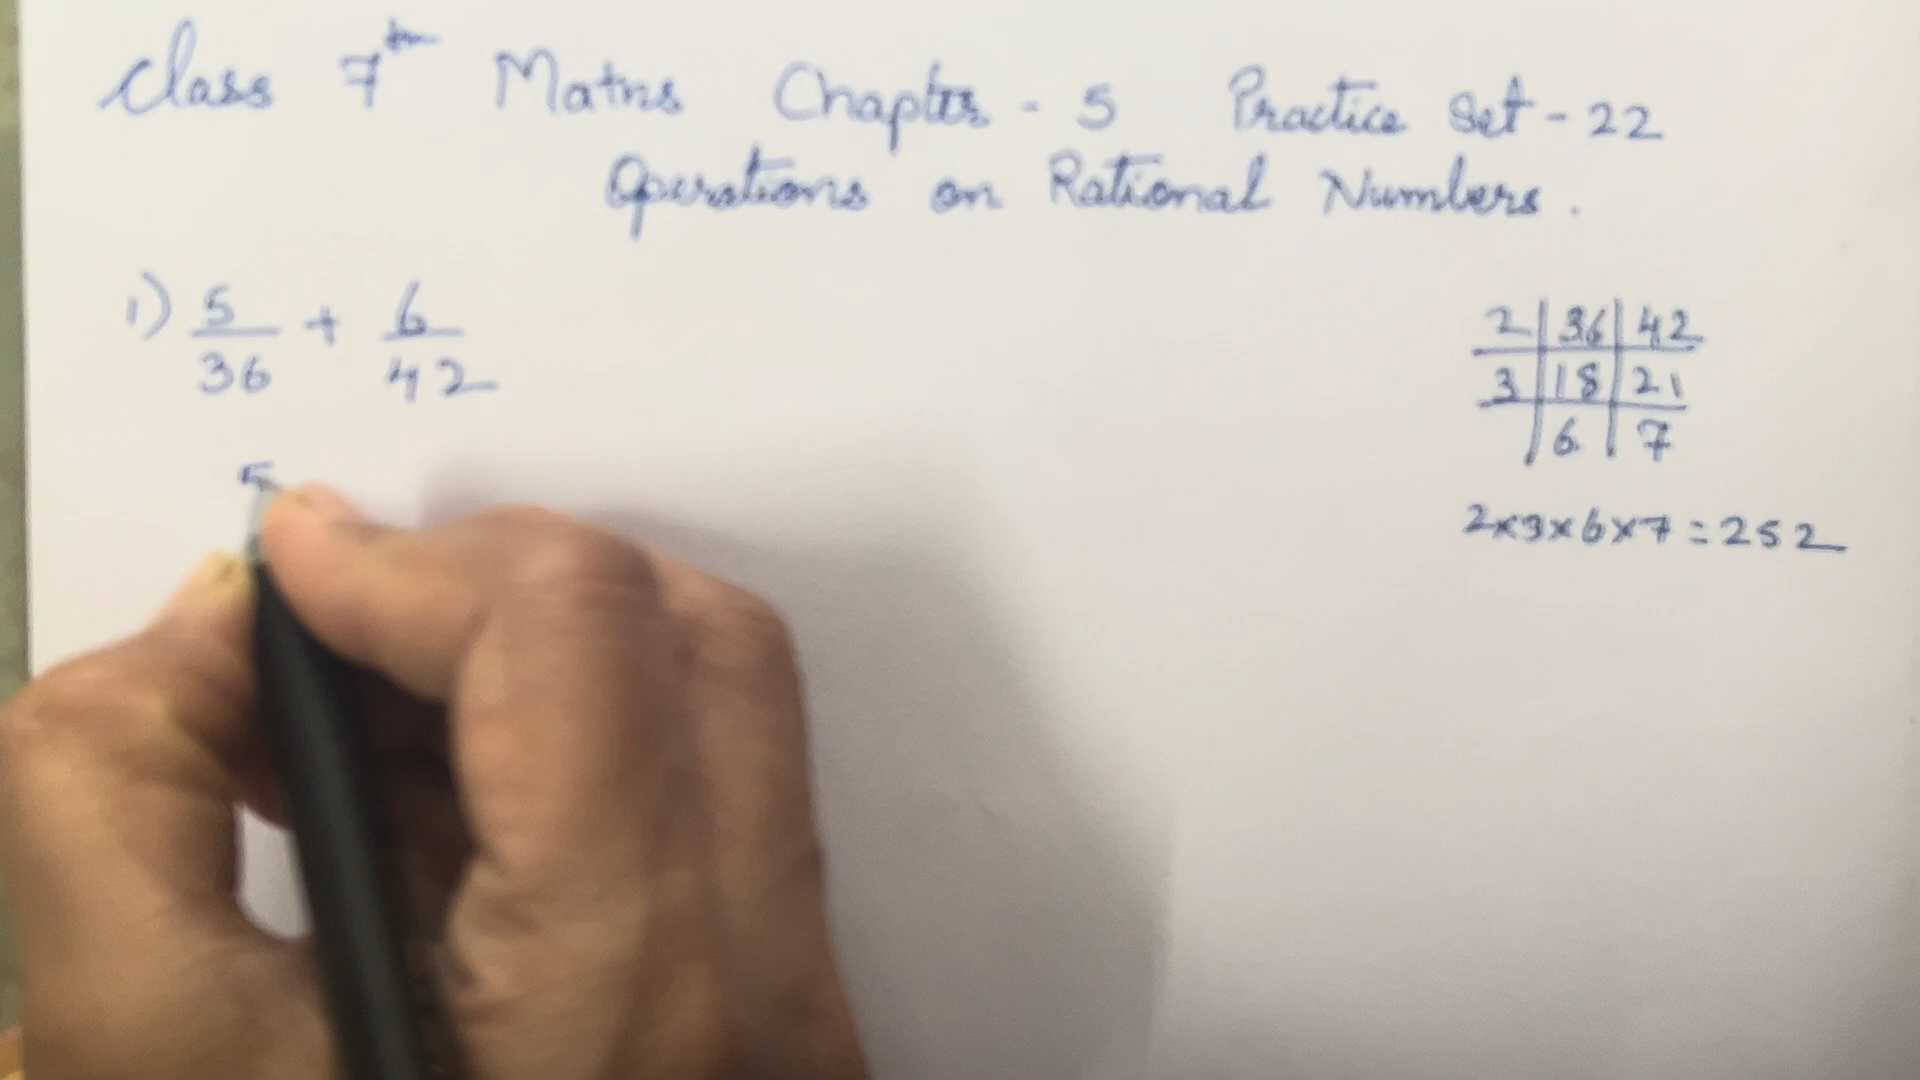 Class 7th Maths Chapter - 5 Practice Set - 22
Operations on Rational Numbers.
1) 5/36 + 6/42
2 | 36 | 42
3 | 18 | 21
6 | 7
2×3×6×7 = 252
5